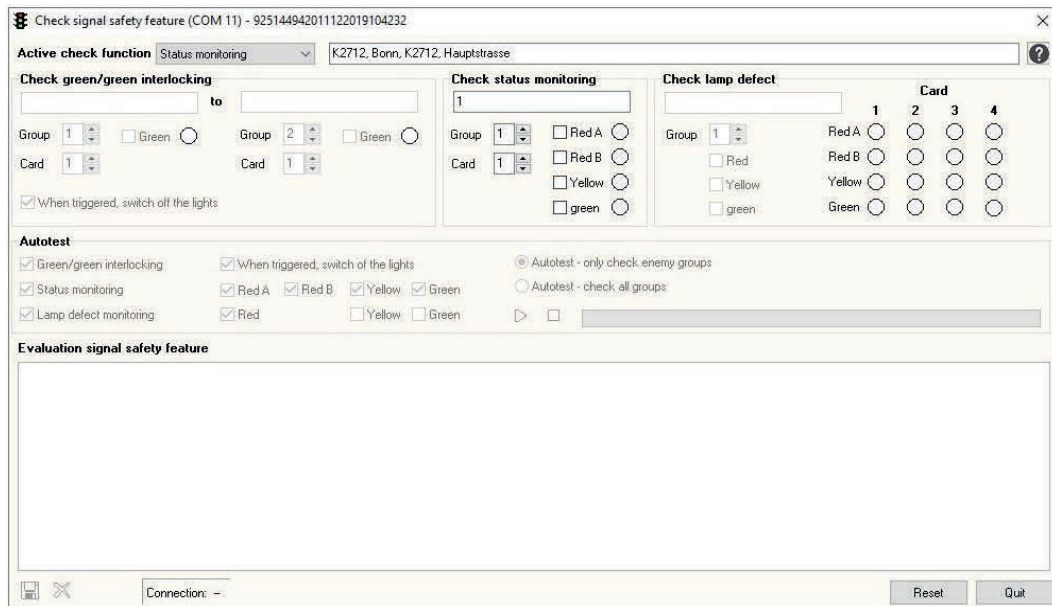 Check signal safety feature (COM 11) - 925144942011122019104232
Active check function Status monitoring K2712, Bonn, K2712, Hauptstrasse ?
Check green/green interlocking
to
Group 1 Green Group 2 Green
Card 1 Card 1
When triggered, switch off the lights
Check status monitoring
1
Group 1 Red A
Card 1 Red B
Yellow
green
Check lamp defect
Card
1 2 3 4
Group 1 Red A
Red Red B
Yellow Yellow
green Green
Autotest
Green/green interlocking When triggered, switch of the lights Autotest - only check enemy groups
Status monitoring Red A Red B Yellow Green Autotest - check all groups
Lamp defect monitoring Red Yellow Green
Evaluation signal safety feature
Connection: – Reset Quit